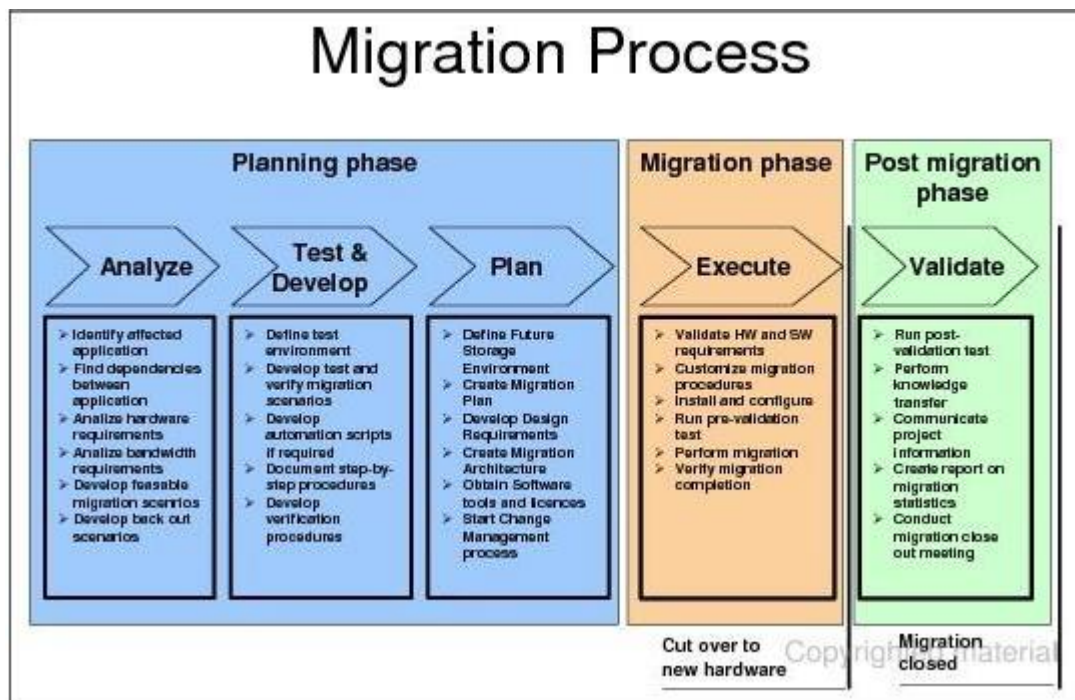 Migration Process
Planning phase
Migration phase
Post migration
phase
Analyze
Test &
Develop
Plan
Execute
Validate
Identify affected
application
Find dependencies
between
application
Analize hardware
requirements
Analize bandwidth
requirements
Develop feasable
migration scenrios
Develop back out
scenarios
Define test
environment
Develop test and
verify migration
scenarios
Develop
automation scripts
if required
Document step-by-
step procedures
Develop
verification
procedures
Define Future
Storage
Environment
Create Migration
Plan
Develop Design
Requirements
Create Migration
Architecture
Obtain Software
tools and licences
Start Change
Management
process
Validate HW and SW
requirements
Customize migration
procedures
Install and configure
Run pre-validation
test
Perform migration
Verify migration
completion
Run post-
validation test
Perform
knowledge
transfer
Communicate
project
information
Create report on
migration
statistics
Conduct
migration close
out meeting
Cut over to
new hardware
Migration
closed
Copyrighted material